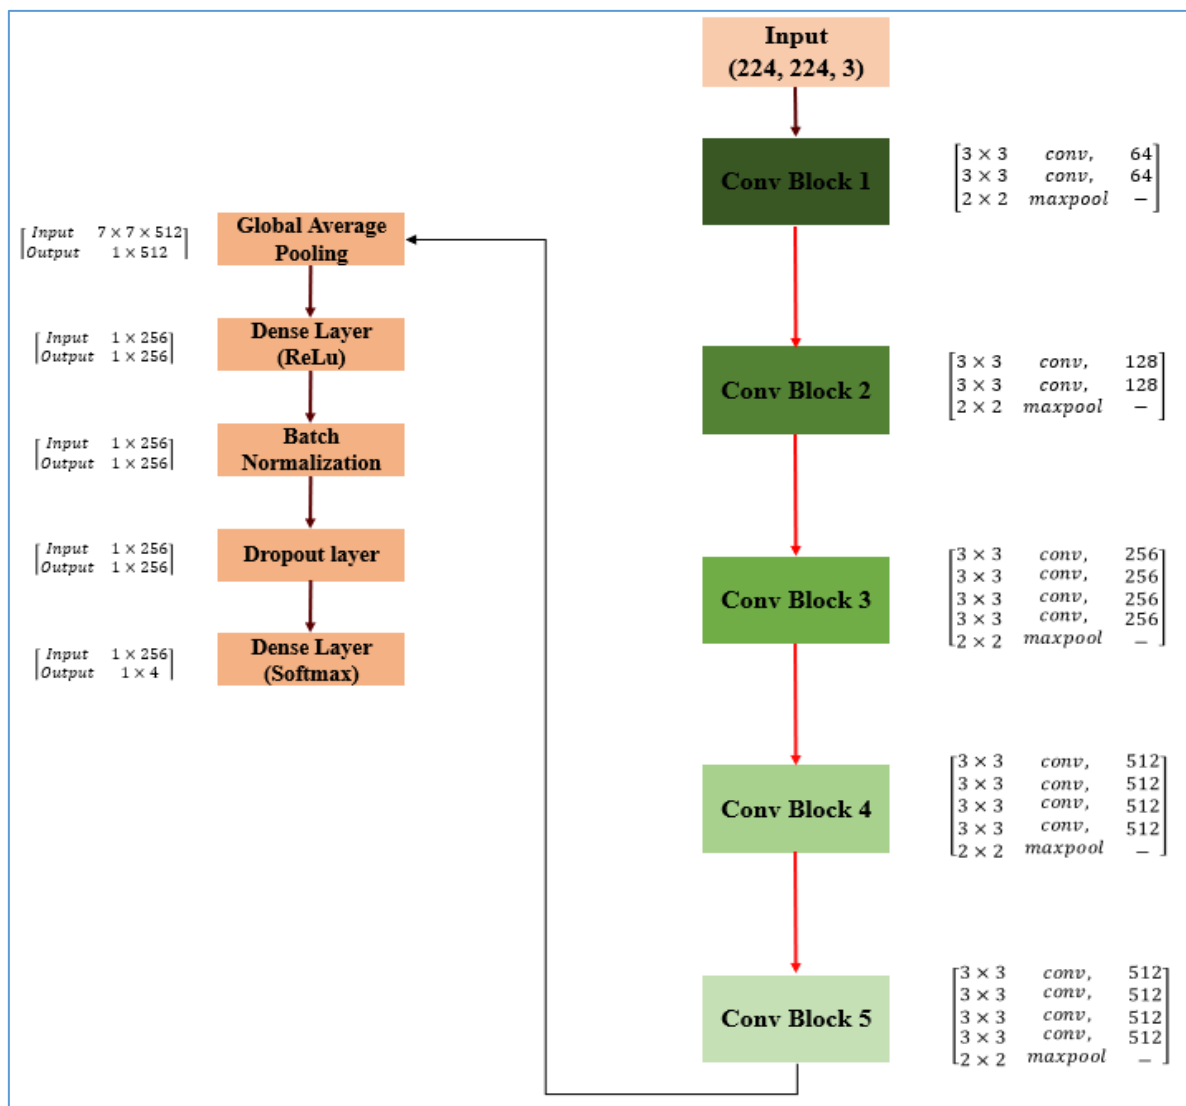 Input
(224, 224, 3)
Conv Block 1
[3 × 3 conv, 64]
[3 × 3 conv, 64]
[2 × 2 maxpool −]
Conv Block 2
[3 × 3 conv, 128]
[3 × 3 conv, 128]
[2 × 2 maxpool −]
Conv Block 3
[3 × 3 conv, 256]
[3 × 3 conv, 256]
[3 × 3 conv, 256]
[3 × 3 conv, 256]
[2 × 2 maxpool −]
Conv Block 4
[3 × 3 conv, 512]
[3 × 3 conv, 512]
[3 × 3 conv, 512]
[3 × 3 conv, 512]
[2 × 2 maxpool −]
Conv Block 5
[3 × 3 conv, 512]
[3 × 3 conv, 512]
[3 × 3 conv, 512]
[3 × 3 conv, 512]
[2 × 2 maxpool −]
Global Average
Pooling
[Input 7 × 7 × 512]
[Output 1 × 512]
Dense Layer
(ReLu)
[Input 1 × 256]
[Output 1 × 256]
Batch
Normalization
[Input 1 × 256]
[Output 1 × 256]
Dropout layer
[Input 1 × 256]
[Output 1 × 256]
Dense Layer
(Softmax)
[Input 1 × 256]
[Output 1 × 4]